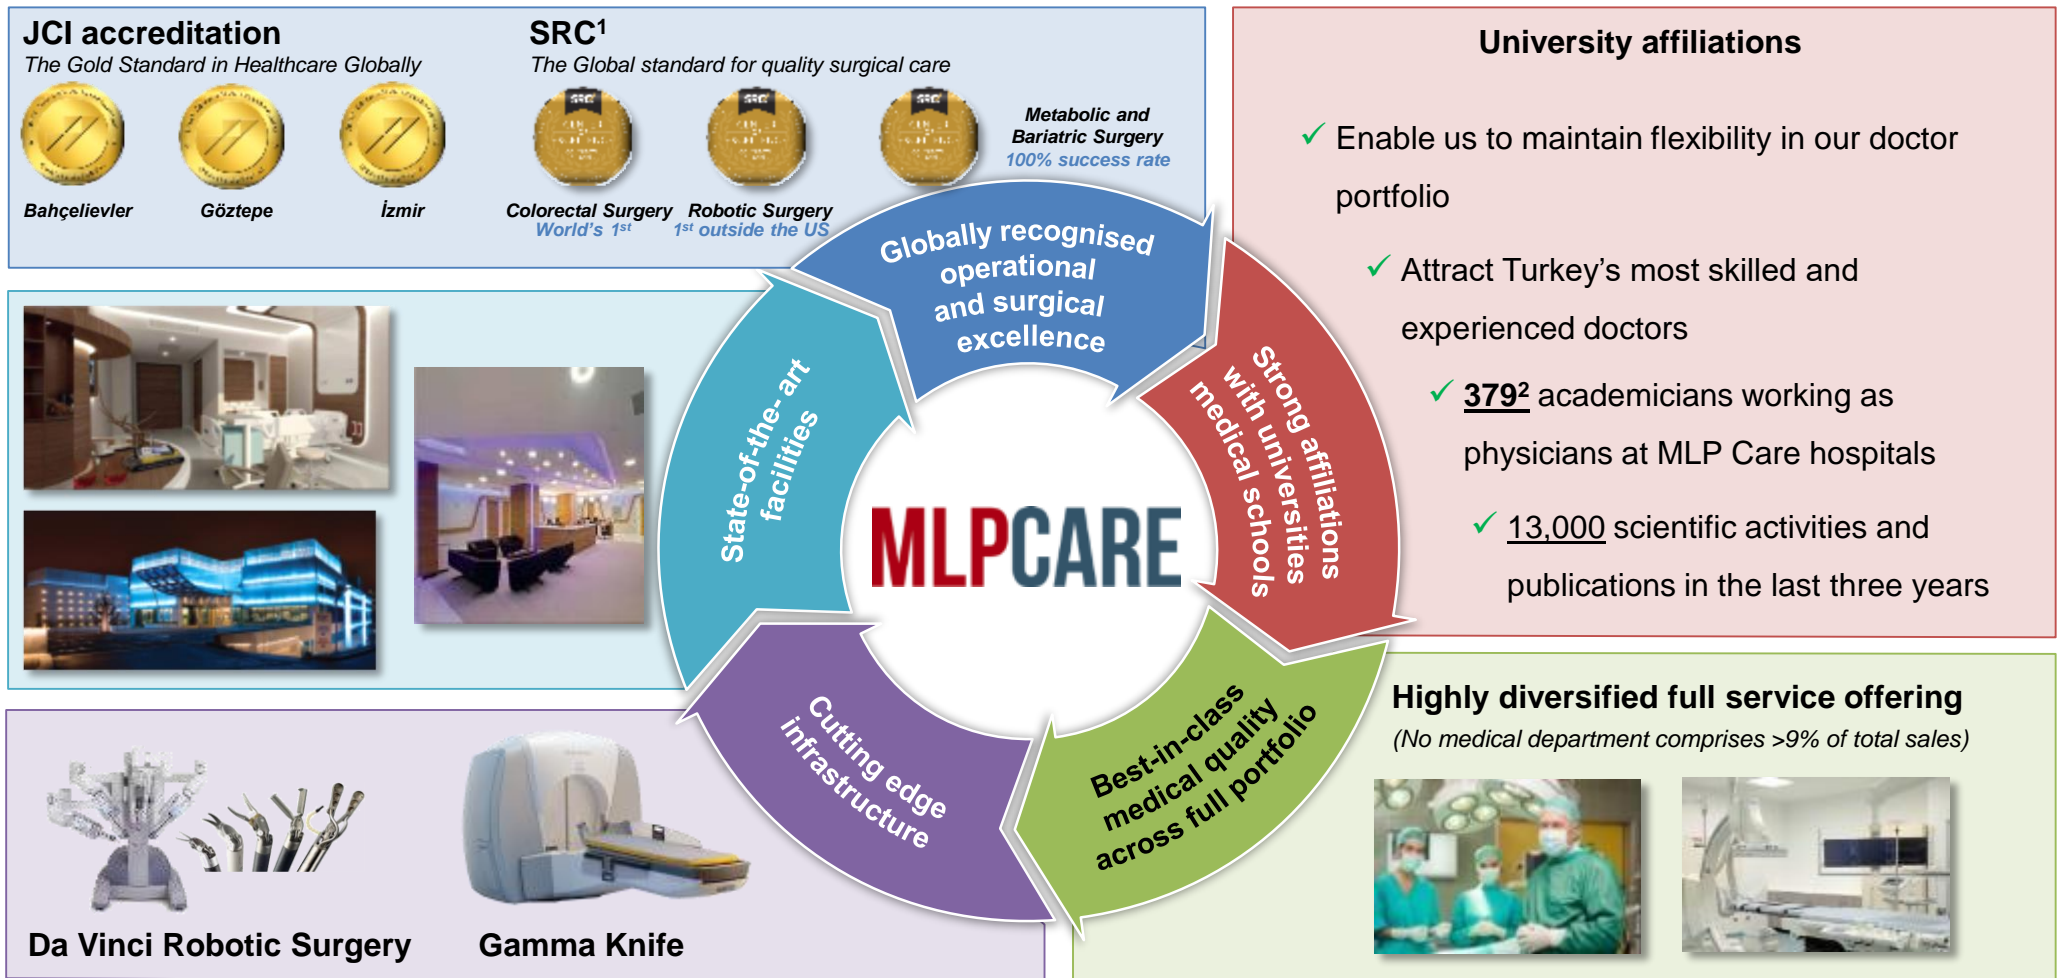 JCI accreditation
The Gold Standard in Healthcare Globally
Bahçelievler
Göztepe
İzmir
SRC¹
The Global standard for quality surgical care
SRC
SRC
SRC
Colorectal Surgery
World's 1st
Robotic Surgery
1st outside the US
Metabolic and
Bariatric Surgery
100% success rate
University affiliations
✓ Enable us to maintain flexibility in our doctor
portfolio
✓ Attract Turkey's most skilled and
experienced doctors
✓ 379² academicians working as
physicians at MLP Care hospitals
✓ 13,000 scientific activities and
publications in the last three years
Globally recognised
operational
and surgical
excellence
Strong affiliations
with universities
medical schools
Best-in-class
medical quality
across full portfolio
Cutting edge
infrastructure
State-of-the- art
facilities
MLPCARE
Highly diversified full service offering
(No medical department comprises >9% of total sales)
Da Vinci Robotic Surgery
Gamma Knife